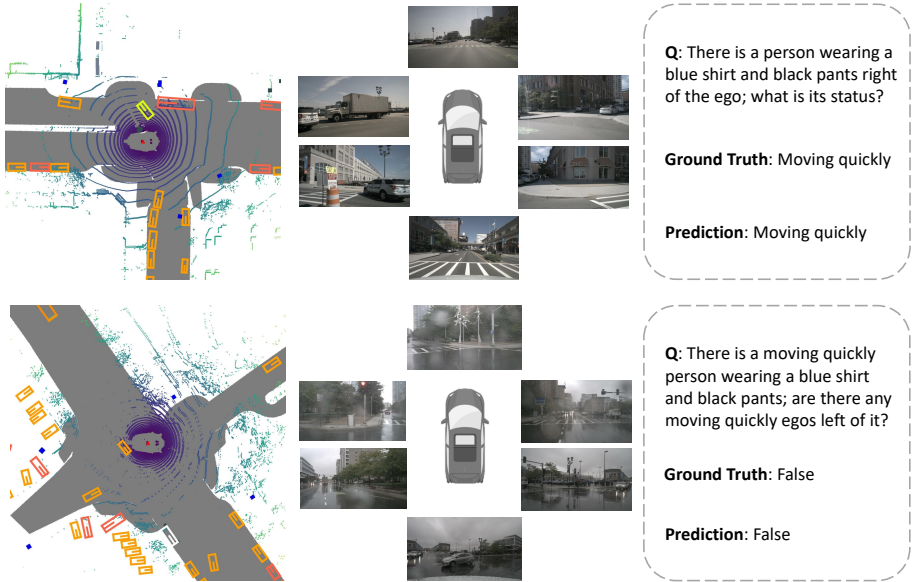 Q: There is a person wearing a
blue shirt and black pants right
of the ego; what is its status?
Ground Truth: Moving quickly
Prediction: Moving quickly
Q: There is a moving quickly
person wearing a blue shirt
and black pants; are there any
moving quickly egos left of it?
Ground Truth: False
Prediction: False